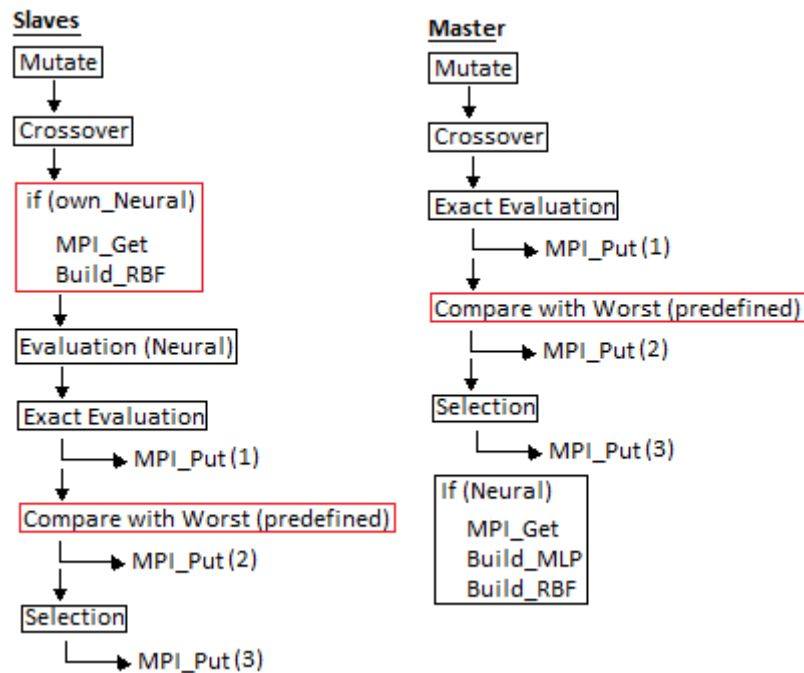 Slaves
Mutate
Crossover
if (own_Neural)
MPI_Get
Build_RBF
Evaluation (Neural)
Exact Evaluation
MPI_Put (1)
Compare with Worst (predefined)
MPI_Put (2)
Selection
MPI_Put (3)
Master
Mutate
Crossover
Exact Evaluation
MPI_Put (1)
Compare with Worst (predefined)
MPI_Put (2)
Selection
MPI_Put (3)
If (Neural)
MPI_Get
Build_MLP
Build_RBF